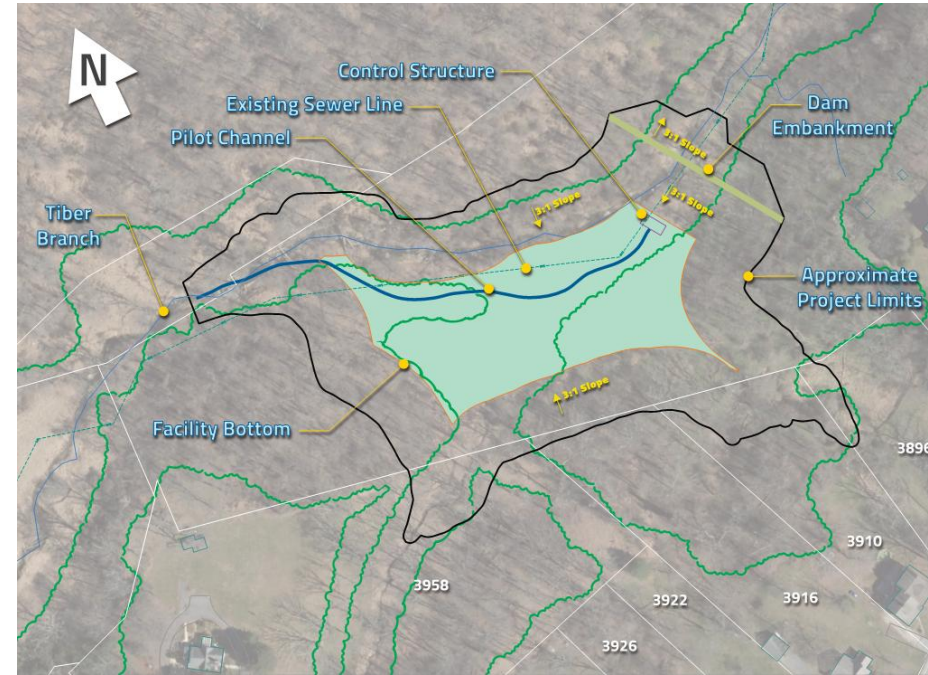 N
Control Structure
Existing Sewer Line
Pilot Channel
Dam
Embankment
3:1 Slope
3:1 Slope
3:1 Slope
Tiber
Branch
Approximate
Project Limits
3:1 Slope
Facility Bottom
3896
3910
3958
3922
3916
3926